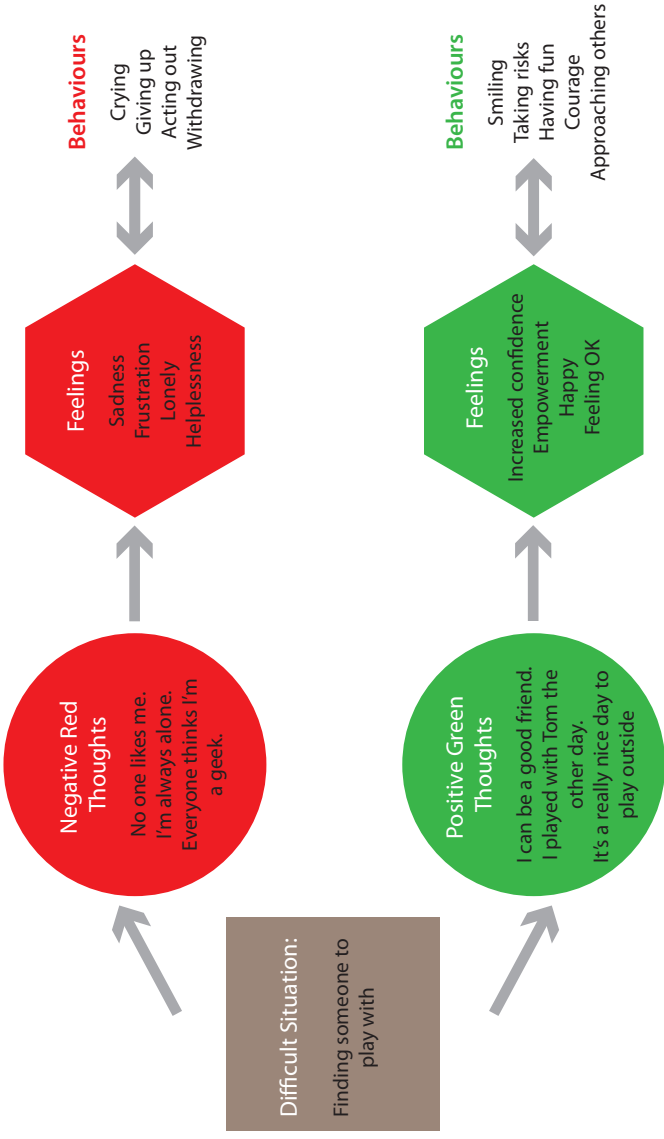 Difficult Situation:
Finding someone to
play with
Negative Red
Thoughts
No one likes me.
I'm always alone.
Everyone thinks I'm
a geek.
Feelings
Sadness
Frustration
Lonely
Helplessness
Behaviours
Crying
Giving up
Acting out
Withdrawing
Positive Green
Thoughts
I can be a good friend.
I played with Tom the
other day.
It's a really nice day to
play outside
Feelings
Increased confidence
Empowerment
Happy
Feeling OK
Behaviours
Smiling
Taking risks
Having fun
Courage
Approaching others